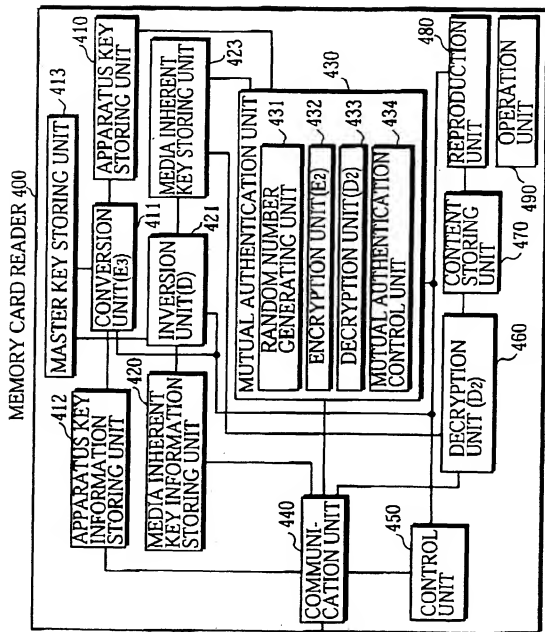 MEMORY CARD READER 400
MASTER KEY STORING UNIT
413
APPARATUS KEY
INFORMATION
STORING UNIT
412
CONVERSION
UNIT(E3)
411
APPARATUS KEY
STORING UNIT
410
MEDIA INHERENT
KEY INFORMATION
STORING UNIT
420
INVERSION
UNIT(D)
421
MEDIA INHERENT
KEY STORING UNIT
423
430
MUTUAL AUTHENTICATION UNIT
RANDOM NUMBER
GENERATING UNIT
431
ENCRYPTION UNIT(E2)
432
DECRYPTION UNIT(D2)
433
MUTUAL AUTHENTICATION
CONTROL UNIT
434
440
COMMUNI-
CATION UNIT
450
CONTROL
UNIT
DECRYPTION
UNIT (D2)
460
CONTENT
STORING
UNIT
470
REPRODUCTION
UNIT
480
OPERATION
UNIT
490